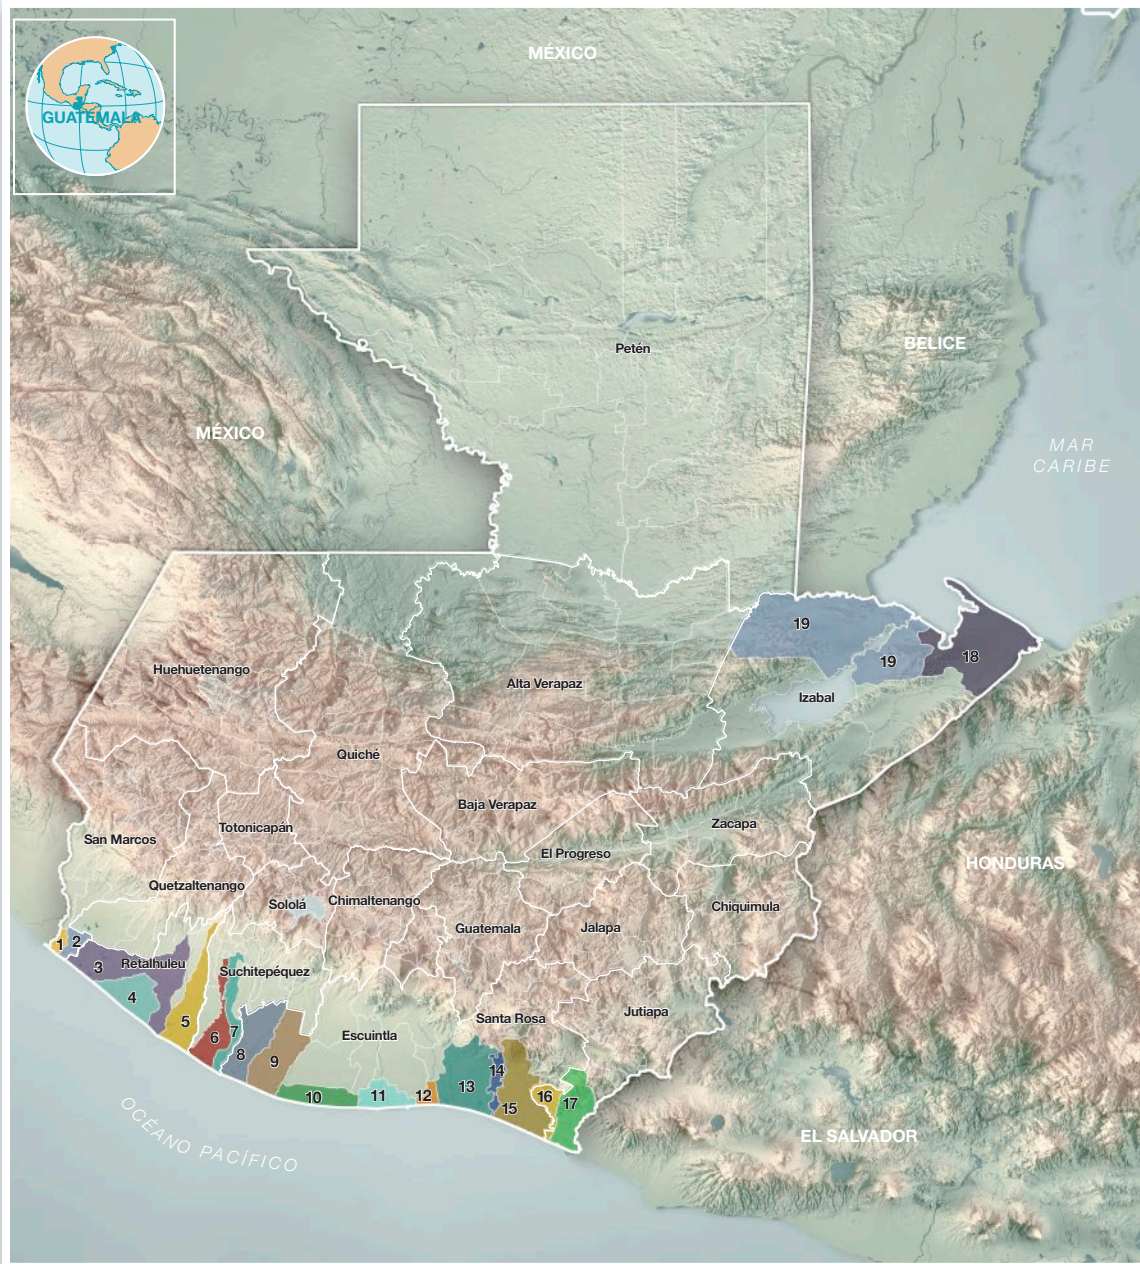 MÉXICO
GUATEMALA
Petén
BELICE
MÉXICO
MAR
CARIBE
19
19
18
Huehuetenango
Alta Verapaz
Izabal
Quiché
Baja Verapaz
San Marcos
Totonicapán
Zacapa
El Progreso
HONDURAS
Quetzaltenango
Sololá
Chimaltenango
Chiquimula
Guatemala
Jalapa
1
2
3
Retalhuleu
Suchitepéquez
4
5
6
7
8
9
Santa Rosa
Jutiapa
Escuintla
10
11
12
13
14
15
16
17
OCÉANO PACÍFICO
EL SALVADOR